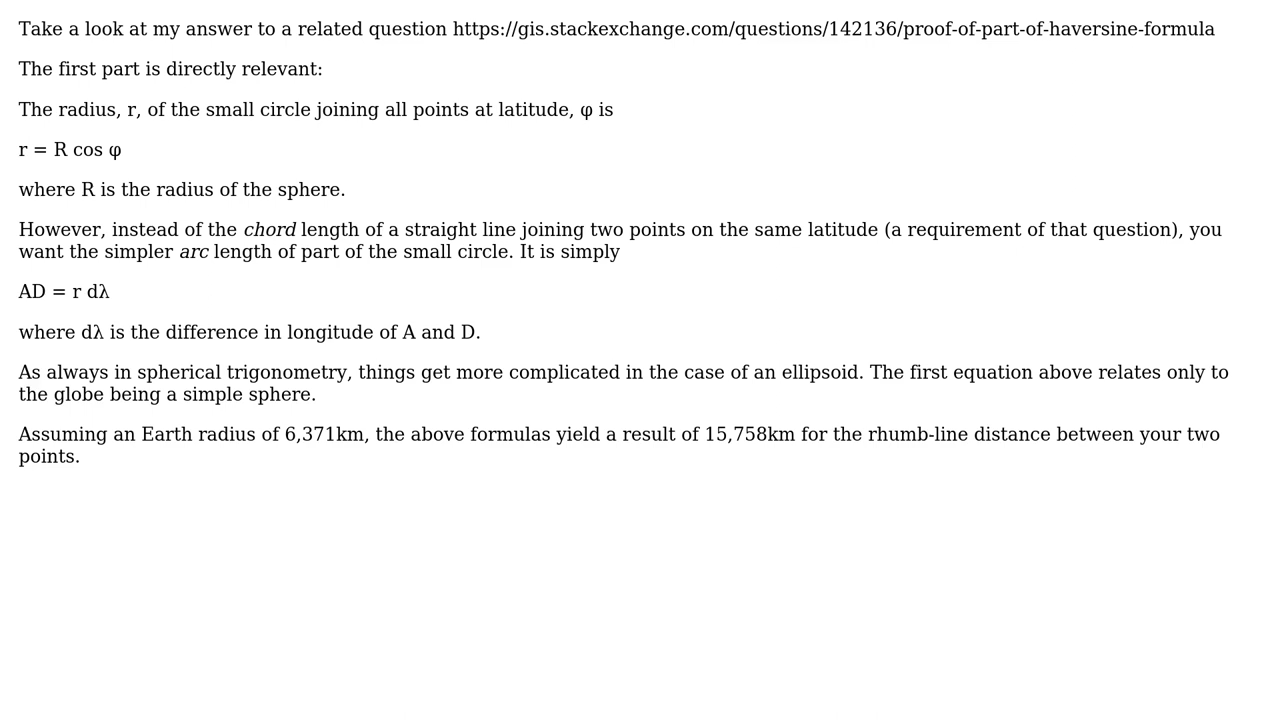 Take a look at my answer to a related question https://gis.stackexchange.com/questions/142136/proof-of-part-of-haversine-formula
The first part is directly relevant:
The radius, r, of the small circle joining all points at latitude, φ is
r = R cos φ
where R is the radius of the sphere.
However, instead of the chord length of a straight line joining two points on the same latitude (a requirement of that question), you
want the simpler arc length of part of the small circle. It is simply
AD = r dλ
where dλ is the difference in longitude of A and D.
As always in spherical trigonometry, things get more complicated in the case of an ellipsoid. The first equation above relates only to
the globe being a simple sphere.
Assuming an Earth radius of 6,371km, the above formulas yield a result of 15,758km for the rhumb-line distance between your two
points.